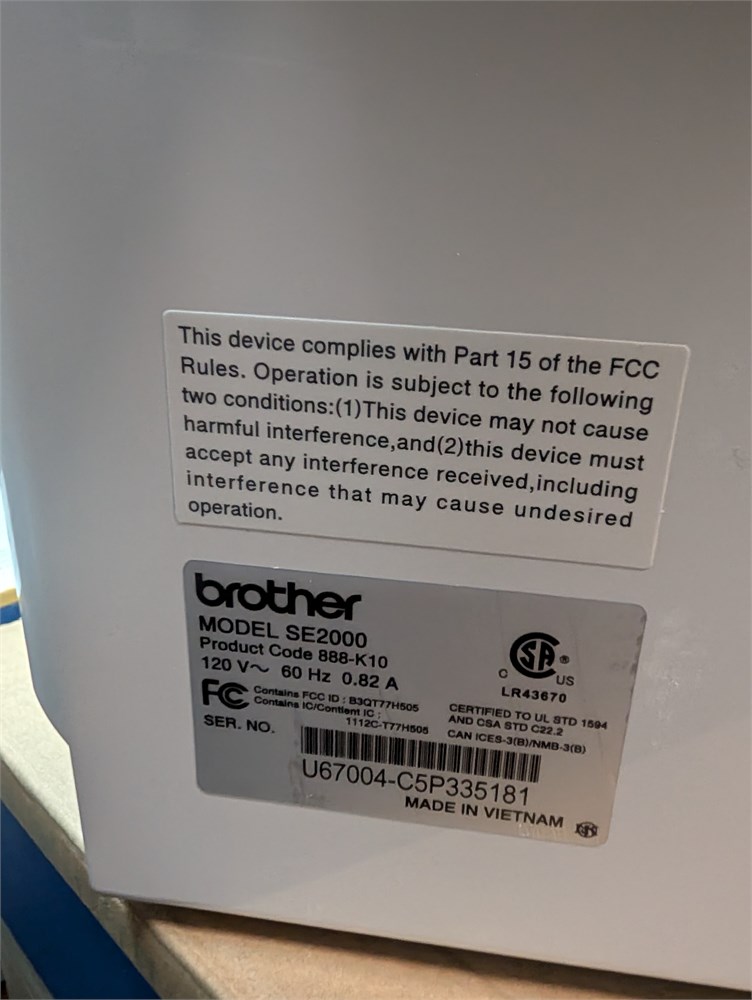 This device complies with Part 15 of the FCC
Rules. Operation is subject to the following
two conditions:(1)This device may not cause
harmful interference,and(2)this device must
accept any interference received,including
interference that may cause undesired
operation.
brother
MODEL SE2000
Product Code 888-K10
120 V～ 60 Hz 0.82 A
FC Contains FCC ID : B3QT77H505
Contains IC/Contient IC :
1112C-T77H505
SER. NO.
C SA ® US
LR43670
CERTIFIED TO UL STD 1594
AND CSA STD C22.2
CAN ICES-3(B)/NMB-3(B)
U67004-C5P335181
MADE IN VIETNAM